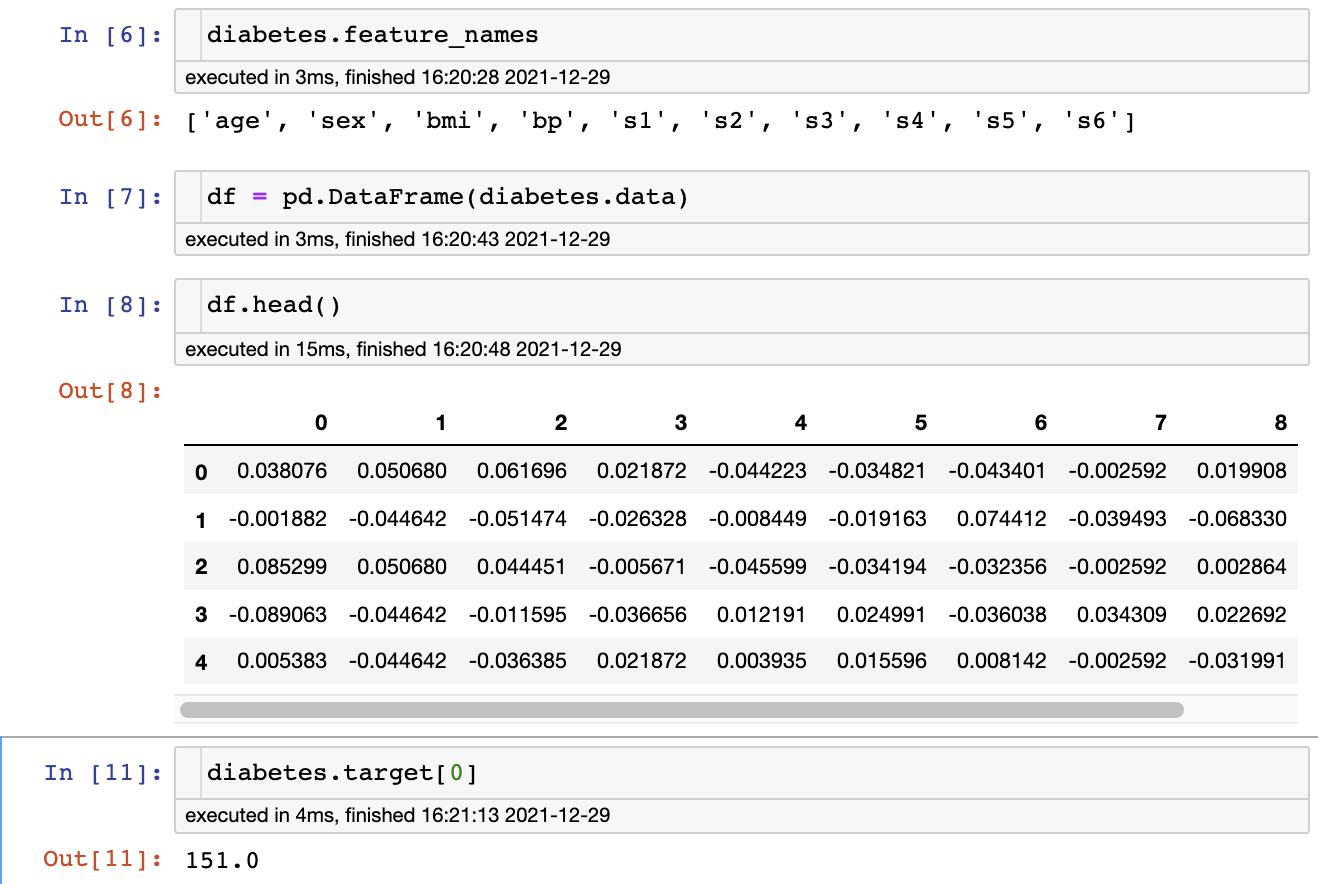 In [6]: diabetes.feature_names
executed in 3ms, finished 16:20:28 2021-12-29
Out[6]: ['age', 'sex', 'bmi', 'bp', 's1', 's2', 's3', 's4', 's5', 's6']
In [7]: df = pd.DataFrame(diabetes.data)
executed in 3ms, finished 16:20:43 2021-12-29
In [8]: df.head()
executed in 15ms, finished 16:20:48 2021-12-29
Out[8]:
0 1 2 3 4 5 6 7 8
0 0.038076 0.050680 0.061696 0.021872 -0.044223 -0.034821 -0.043401 -0.002592 0.019908
1 -0.001882 -0.044642 -0.051474 -0.026328 -0.008449 -0.019163 0.074412 -0.039493 -0.068330
2 0.085299 0.050680 0.044451 -0.005671 -0.045599 -0.034194 -0.032356 -0.002592 0.002864
3 -0.089063 -0.044642 -0.011595 -0.036656 0.012191 0.024991 -0.036038 0.034309 0.022692
4 0.005383 -0.044642 -0.036385 0.021872 0.003935 0.015596 0.008142 -0.002592 -0.031991
In [11]: diabetes.target[0]
executed in 4ms, finished 16:21:13 2021-12-29
Out[11]: 151.0